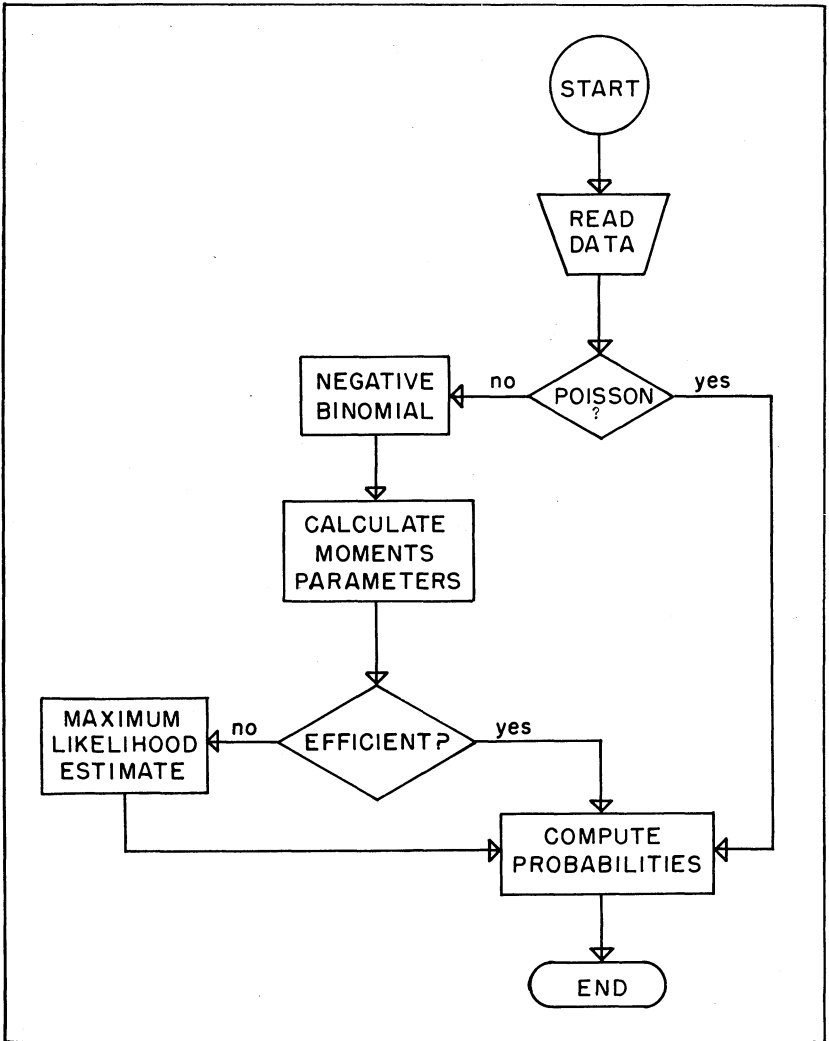 START
READ
DATA
POISSON
?
no
yes
NEGATIVE
BINOMIAL
CALCULATE
MOMENTS
PARAMETERS
EFFICIENT?
no
yes
MAXIMUM
LIKELIHOOD
ESTIMATE
COMPUTE
PROBABILITIES
END